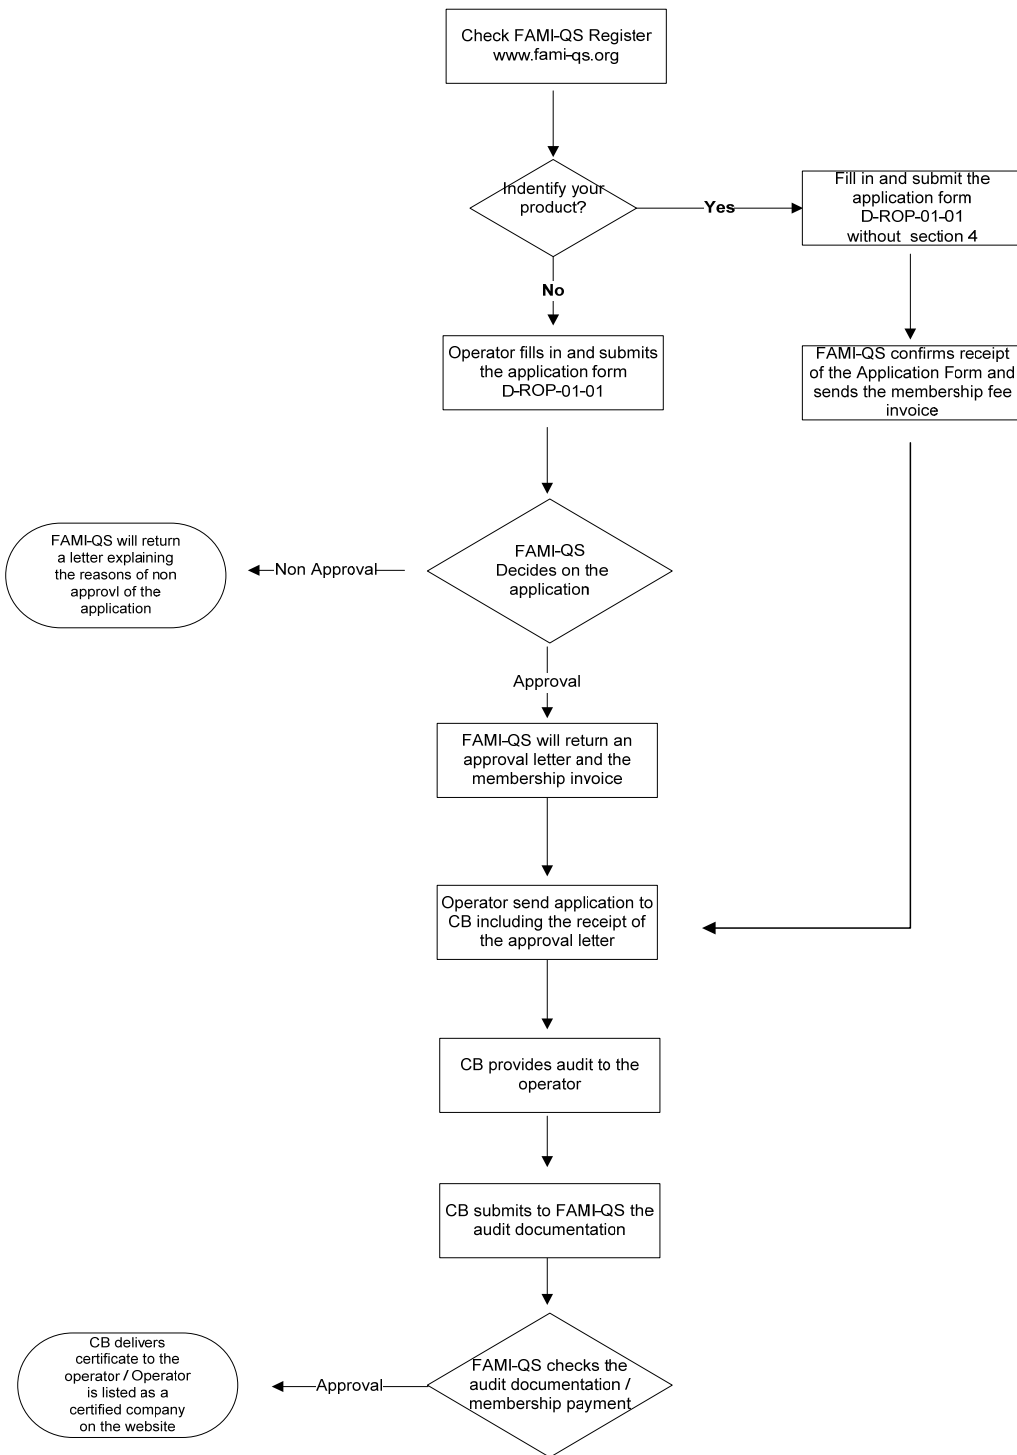 Check FAMI-QS Register
www.fami-qs.org
Indentify your
product?
Yes
Fill in and submit the
application form
D-ROP-01-01
without section 4
No
Operator fills in and submits
the application form
D-ROP-01-01
FAMI-QS confirms receipt
of the Application Form and
sends the membership fee
invoice
FAMI-QS
Decides on the
application
Non Approval
FAMI-QS will return
a letter explaining
the reasons of non
approvl of the
application
Approval
FAMI-QS will return an
approval letter and the
membership invoice
Operator send application to
CB including the receipt of
the approval letter
CB provides audit to the
operator
CB submits to FAMI-QS the
audit documentation
FAMI-QS checks the
audit documentation /
membership payment
Approval
CB delivers
certificate to the
operator / Operator
is listed as a
certified company
on the website